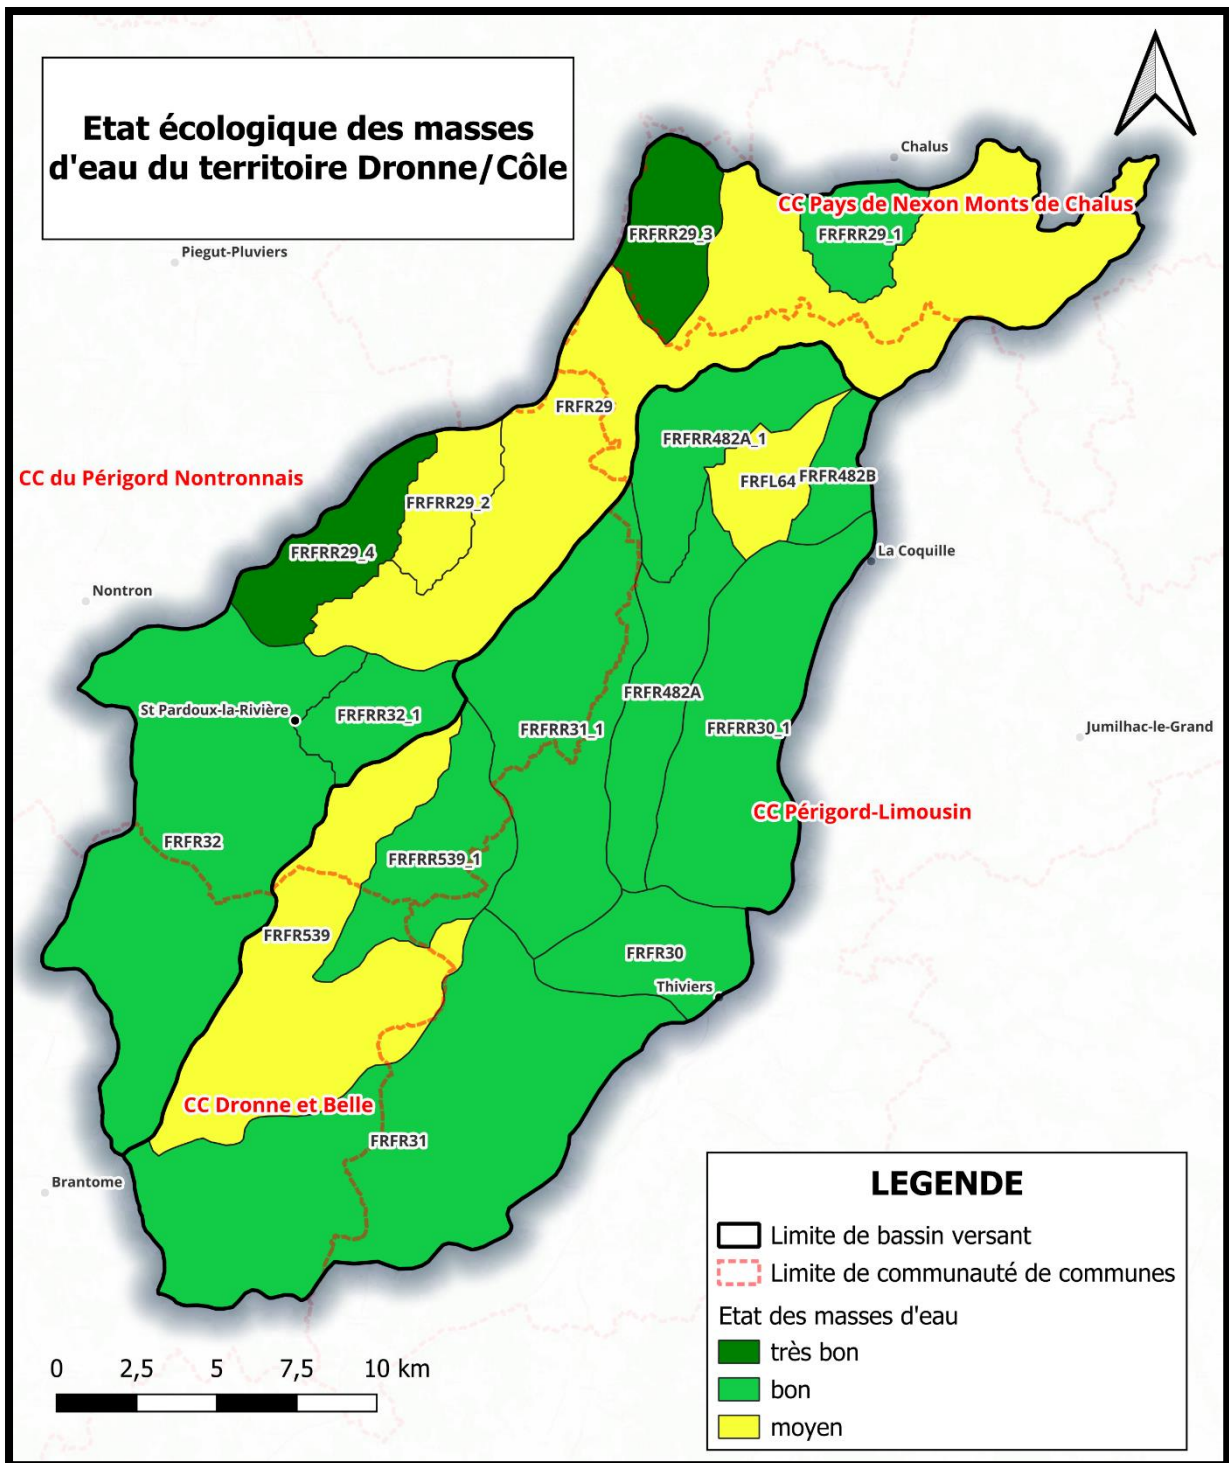 Etat écologique des masses
d'eau du territoire Dronne/Côle
Chalus
CC Pays de Nexon Monts de Chalus
FRFRR29_3
FRFRR29_1
Piegut-Pluviers
FRFR29
FRFRR482A_1
CC du Périgord Nontronnais
FRFL64
FRFR482B
FRFRR29_2
FRFRR29_4
La Coquille
Nontron
FRFR482A
St Pardoux-la-Rivière
FRFRR32_1
FRFRR31_1
FRFRR30_1
Jumilhac-le-Grand
CC Périgord-Limousin
FRFR32
FRFRR539_1
FRFR539
FRFR30
Thiviers
CC Dronne et Belle
FRFR31
Brantome
LEGENDE
Limite de bassin versant
Limite de communauté de communes
Etat des masses d'eau
très bon
bon
moyen
0 2,5 5 7,5 10 km